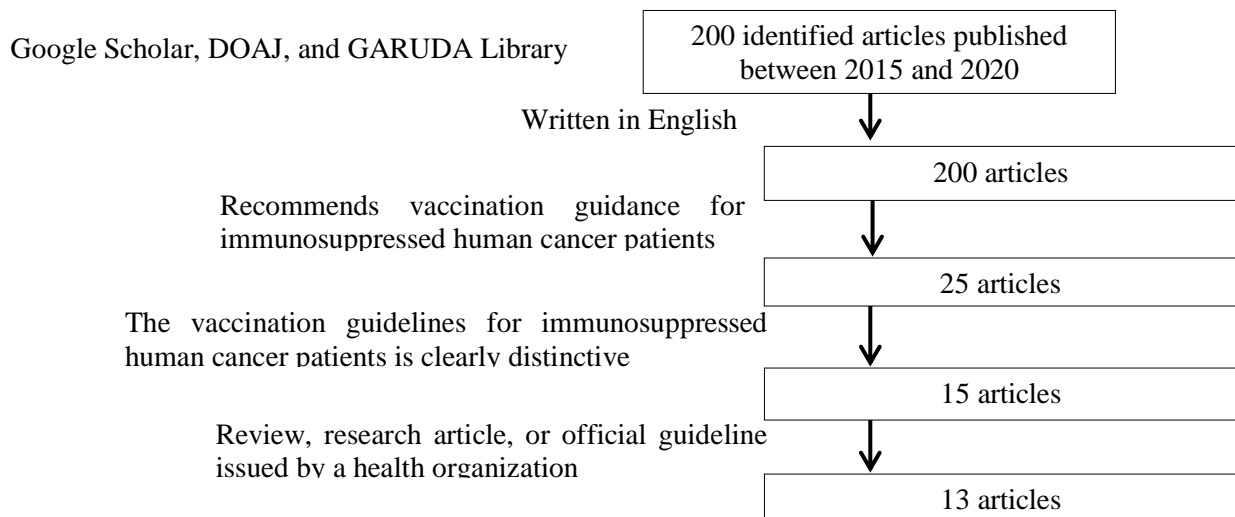 Google Scholar, DOAJ, and GARUDA Library
200 identified articles published
between 2015 and 2020
Written in English
200 articles
Recommends vaccination guidance for
immunosuppressed human cancer patients
25 articles
The vaccination guidelines for immunosuppressed
human cancer patients is clearly distinctive
15 articles
Review, research article, or official guideline
issued by a health organization
13 articles